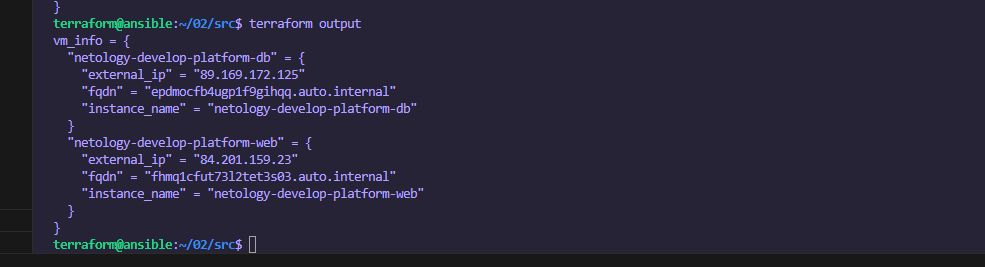 }
terraform@ansible:~/02/src$ terraform output
vm_info = {
  "netology-develop-platform-db" = {
    "external_ip" = "89.169.172.125"
    "fqdn" = "epdmocfb4ugp1f9gihqq.auto.internal"
    "instance_name" = "netology-develop-platform-db"
  }
  "netology-develop-platform-web" = {
    "external_ip" = "84.201.159.23"
    "fqdn" = "fhmq1cfut73l2tet3s03.auto.internal"
    "instance_name" = "netology-develop-platform-web"
  }
}
terraform@ansible:~/02/src$